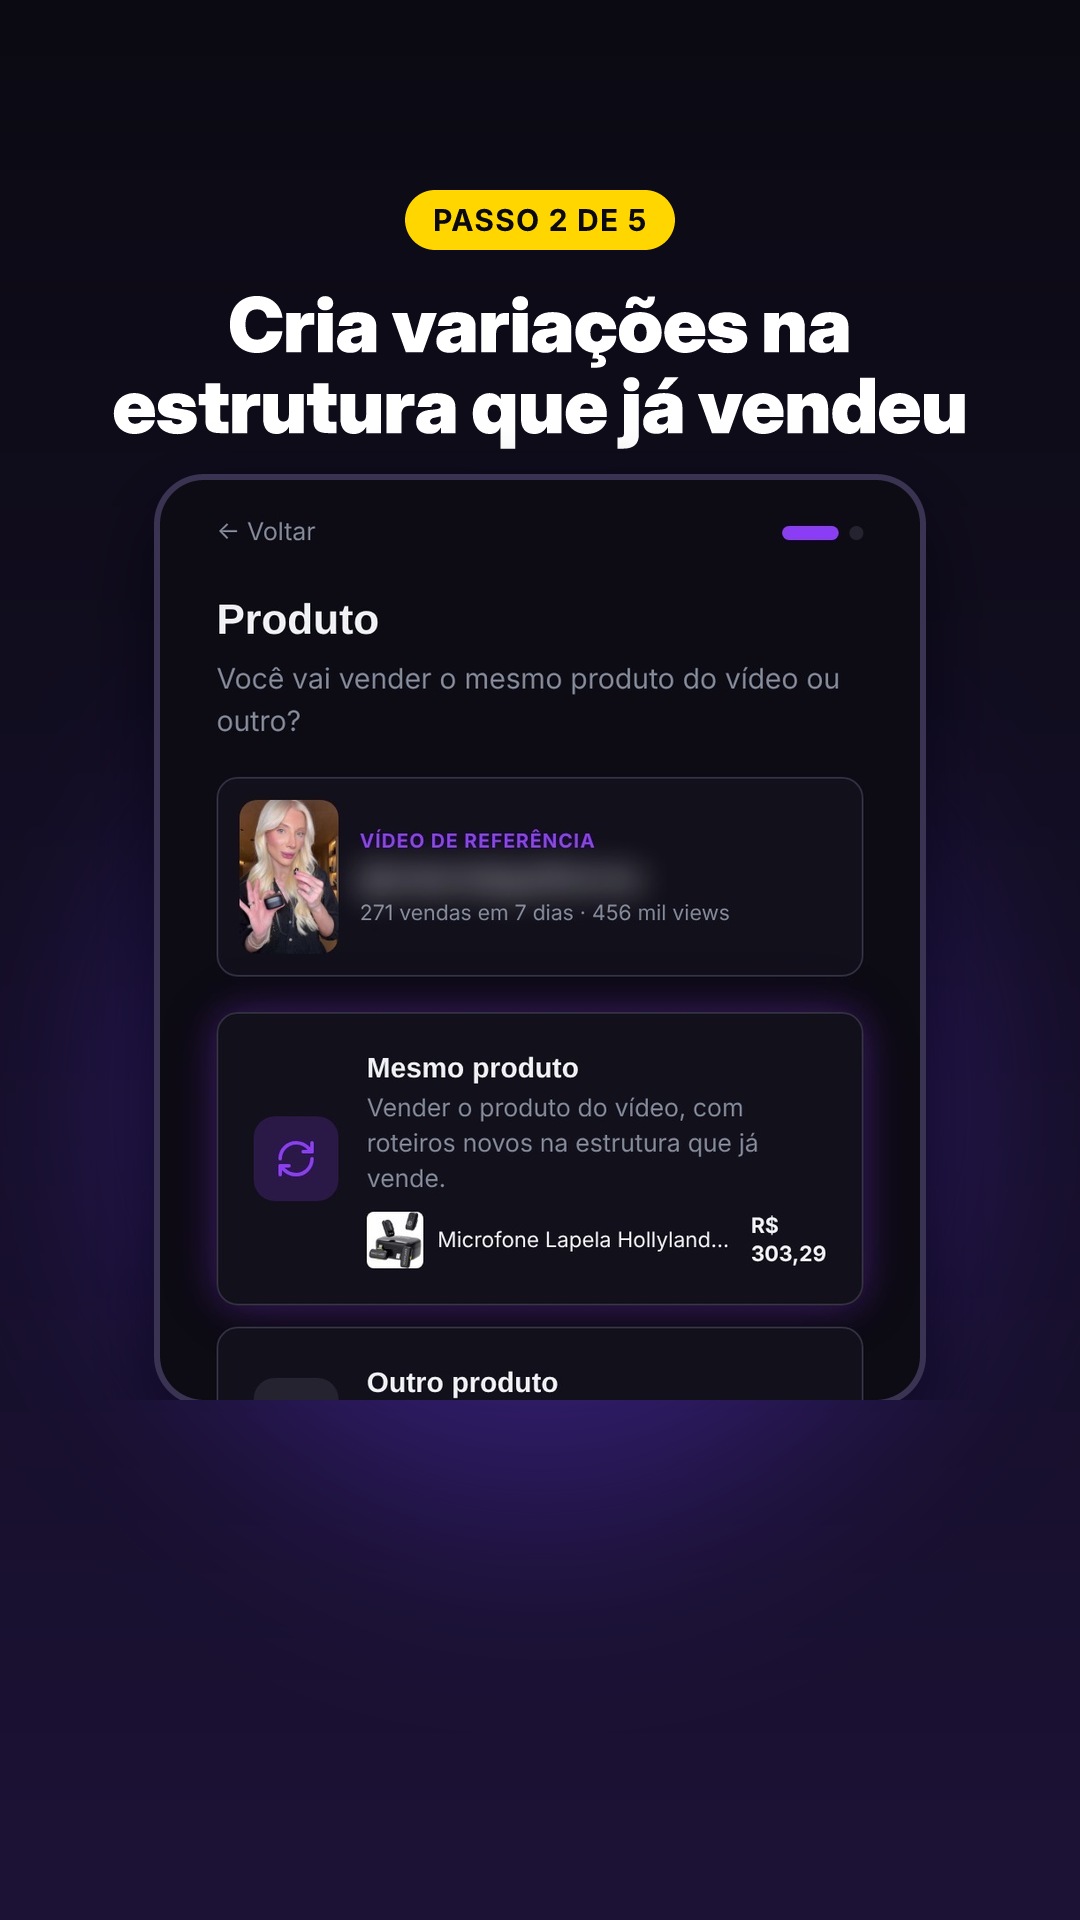 PASSO 2 DE 5
Cria variações na
estrutura que já vendeu
← Voltar
Produto
Você vai vender o mesmo produto do vídeo ou
outro?
VÍDEO DE REFERÊNCIA
271 vendas em 7 dias · 456 mil views
Mesmo produto
Vender o produto do vídeo, com
roteiros novos na estrutura que já
vende.
Microfone Lapela Hollyland...
R$
303,29
Outro produto